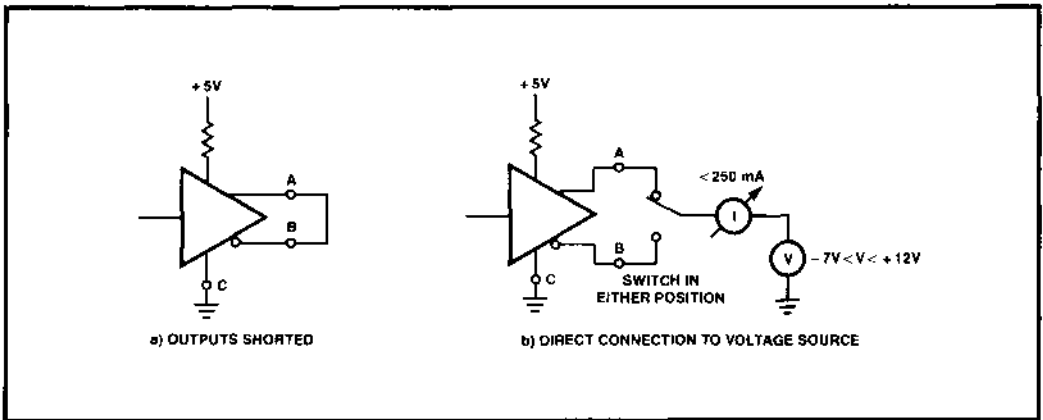 + 5V
A
B
C
a) OUTPUTS SHORTED
+ 5V
A
B
C
SWITCH IN
EITHER POSITION
< 250 mA
I
V
– 7V < V < + 12V
b) DIRECT CONNECTION TO VOLTAGE SOURCE